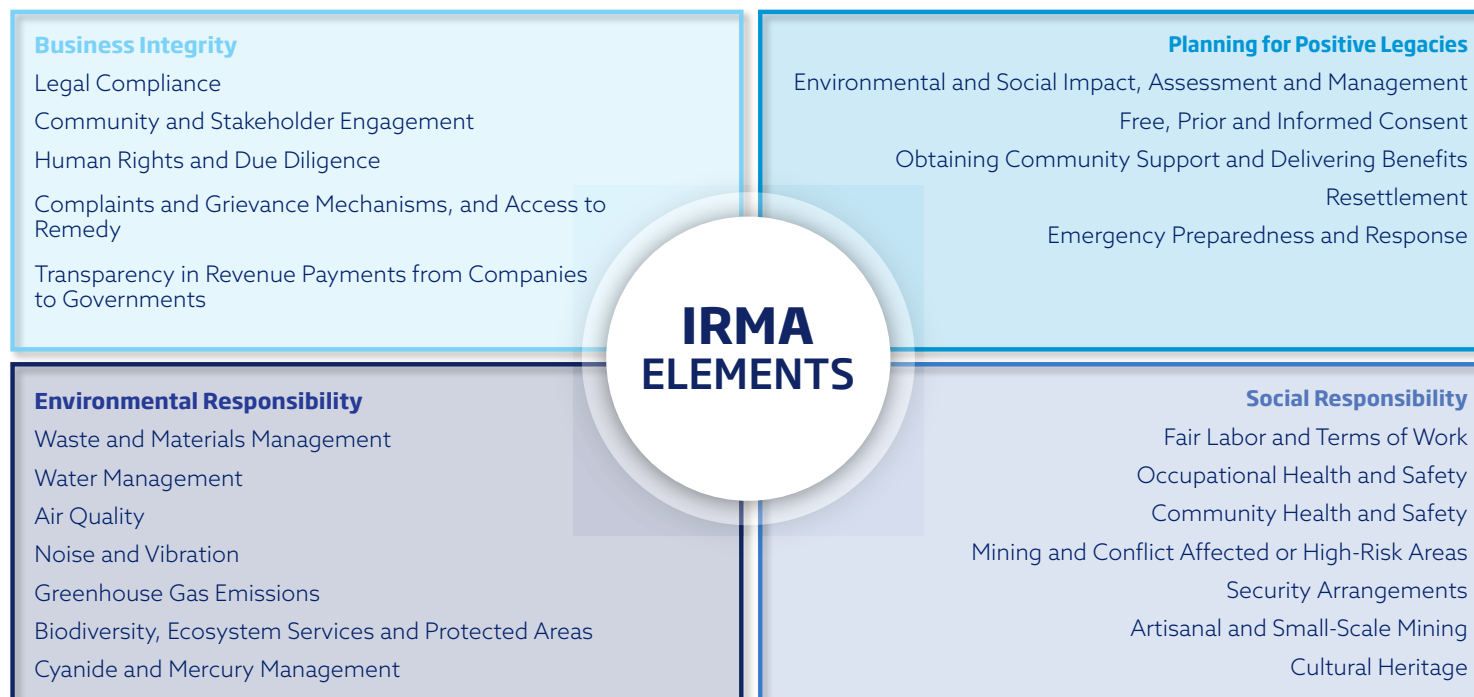 Business Integrity
Legal Compliance
Community and Stakeholder Engagement
Human Rights and Due Diligence
Complaints and Grievance Mechanisms, and Access to
Remedy
Transparency in Revenue Payments from Companies
to Governments
Planning for Positive Legacies
Environmental and Social Impact, Assessment and Management
Free, Prior and Informed Consent
Obtaining Community Support and Delivering Benefits
Resettlement
Emergency Preparedness and Response
IRMA
ELEMENTS
Environmental Responsibility
Waste and Materials Management
Water Management
Air Quality
Noise and Vibration
Greenhouse Gas Emissions
Biodiversity, Ecosystem Services and Protected Areas
Cyanide and Mercury Management
Social Responsibility
Fair Labor and Terms of Work
Occupational Health and Safety
Community Health and Safety
Mining and Conflict Affected or High-Risk Areas
Security Arrangements
Artisanal and Small-Scale Mining
Cultural Heritage